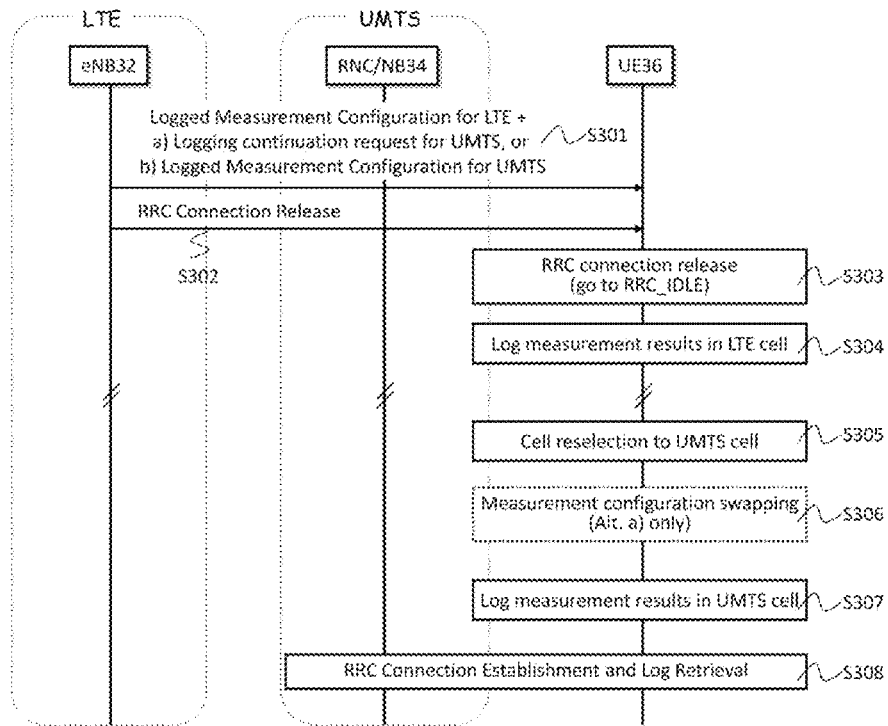 LTE
UMTS
eNB32
RNC/NB34
UE36
Logged Measurement Configuration for LTE +
a) Logging continuation request for UMTS, or
b) Logged Measurement Configuration for UMTS
S301
RRC Connection Release
S302
RRC connection release
(go to RRC_IDLE)
S303
Log measurement results in LTE cell
S304
Cell reselection to UMTS cell
S305
Measurement configuration swapping
(Alt. a) only)
S306
Log measurement results in UMTS cell
S307
RRC Connection Establishment and Log Retrieval
S308